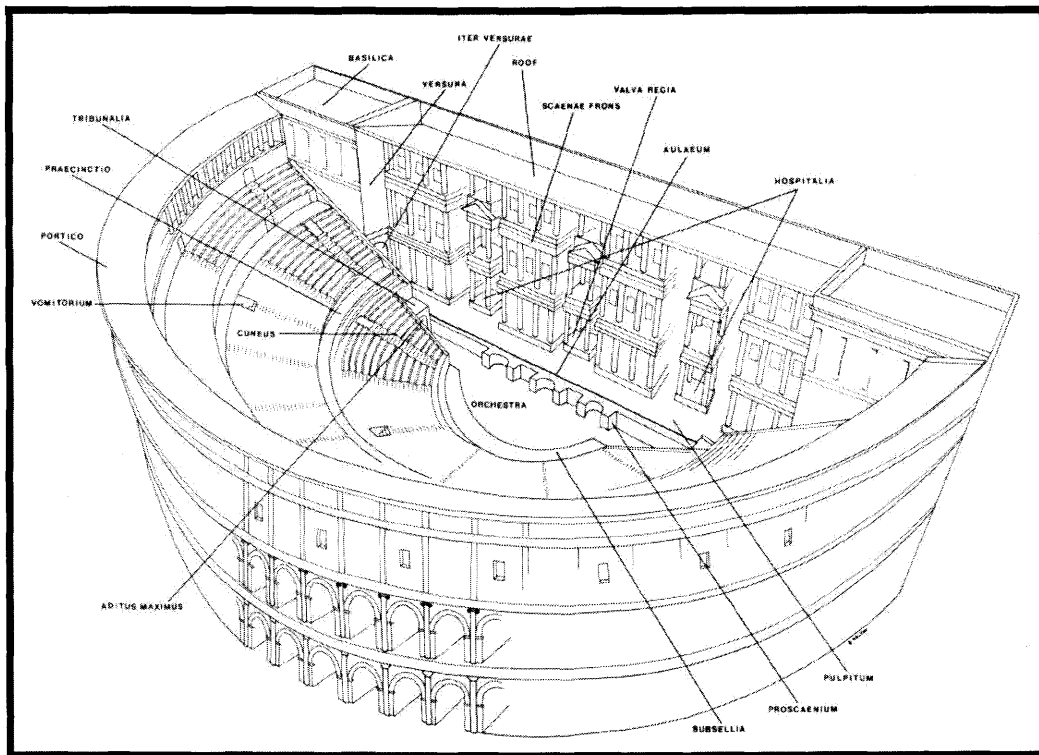 ITER VERSURAE
BASILICA
ROOF
VERSURA
VALVA REGIA
SCAENAE FRONS
TRIBUNALIA
AULAEUM
PRAECINCTIO
HOSPITALIA
PORTICO
VOMITORIUM
CUNEUS
ORCHESTRA
ADITUS MAXIMUS
PULPITUM
PROSCAENIUM
SUBSELLIA